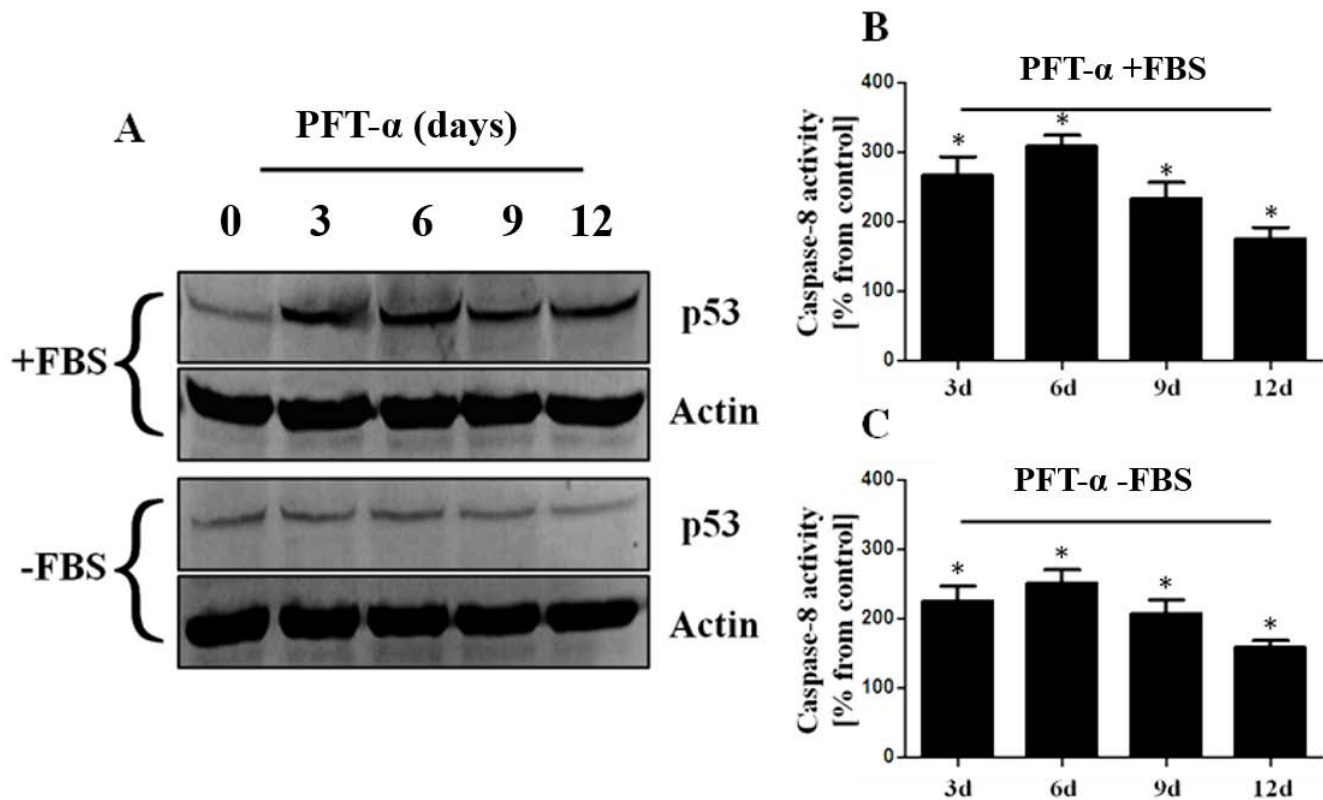 A
PFT-α (days)
0 3 6 9 12
+FBS
p53
Actin
-FBS
p53
Actin
B
PFT-α +FBS
Caspase-8 activity
[% from control]
400
300
200
100
0
* * * *
3d 6d 9d 12d
C
PFT-α -FBS
Caspase-8 activity
[% from control]
400
300
200
100
0
* * * *
3d 6d 9d 12d